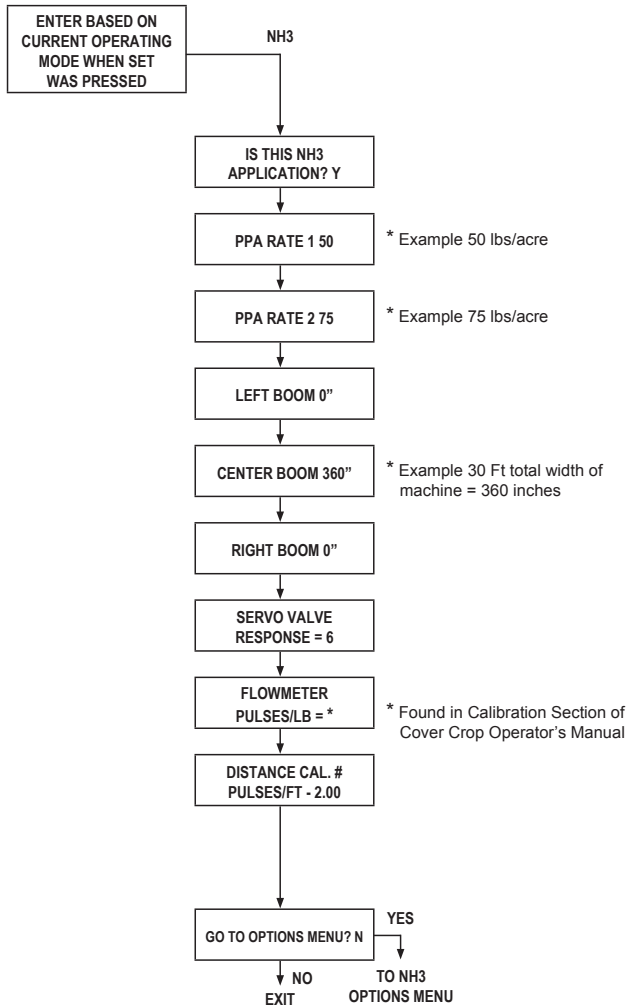 ENTER BASED ON
CURRENT OPERATING
MODE WHEN SET
WAS PRESSED
NH3
IS THIS NH3
APPLICATION? Y
PPA RATE 1 50
* Example 50 lbs/acre
PPA RATE 2 75
* Example 75 lbs/acre
LEFT BOOM 0”
CENTER BOOM 360”
* Example 30 Ft total width of
machine = 360 inches
RIGHT BOOM 0”
SERVO VALVE
RESPONSE = 6
FLOWMETER
PULSES/LB = *
* Found in Calibration Section of
Cover Crop Operator’s Manual
DISTANCE CAL. #
PULSES/FT - 2.00
GO TO OPTIONS MENU? N
YES
NO
EXIT
TO NH3
OPTIONS MENU